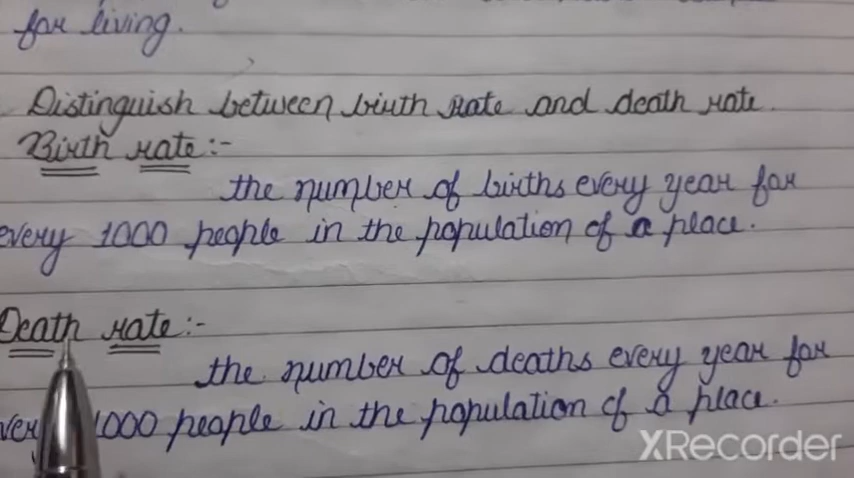 for living.
Distinguish between birth rate and death rate.
Birth rate:-
the number of births every year for
every 1000 people in the population of a place.
Death rate:-
the number of deaths every year for
1000 people in the population of a place.
XRecorder